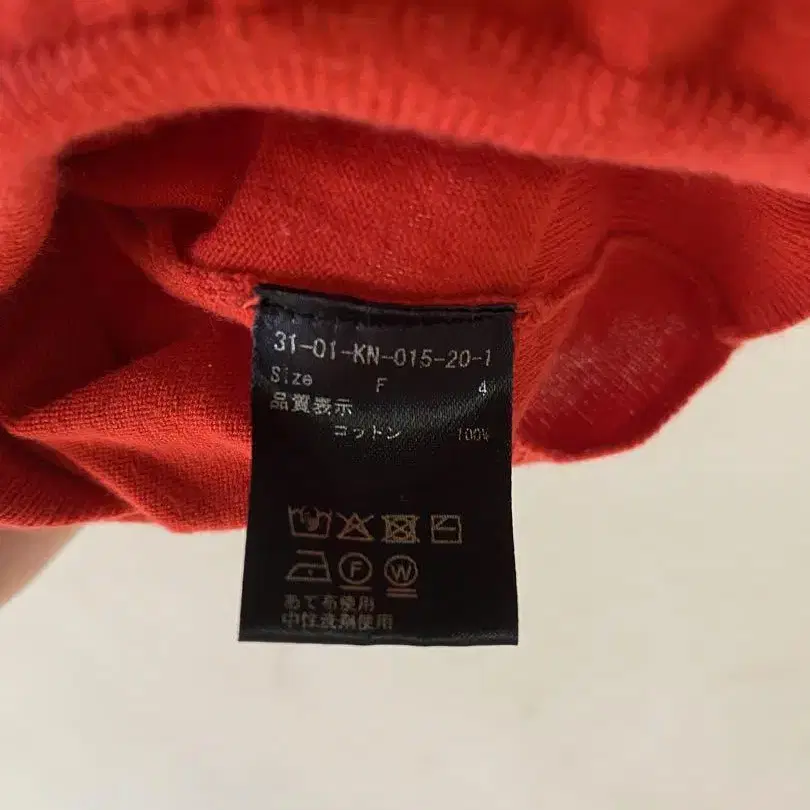 31-01-KN-015-20-1
Size F 4
品質表示
コットン 100%
F W
あて布使用
中性洗剤使用